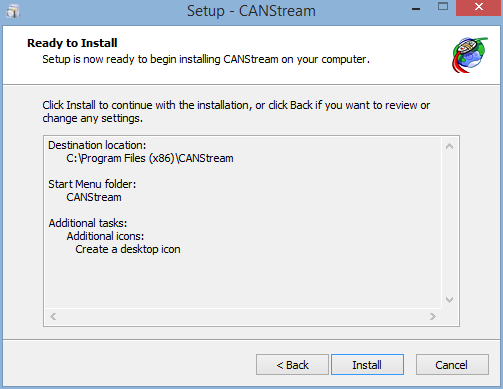 Setup - CANStream
Ready to Install
Setup is now ready to begin installing CANStream on your computer.
Click Install to continue with the installation, or click Back if you want to review or
change any settings.
Destination location:
C:\Program Files (x86)\CANStream
Start Menu folder:
CANStream
Additional tasks:
Additional icons:
Create a desktop icon
< Back
Install
Cancel